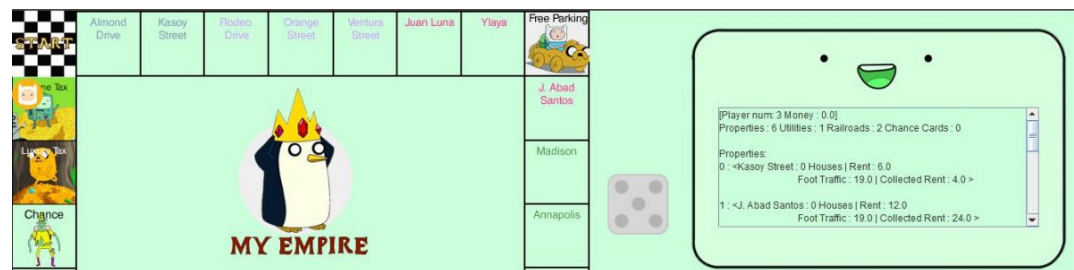 START
Almond
Drive
Kasoy
Street
Rodeo
Drive
Orange
Street
Ventura
Street
Juan Luna
Ylaya
Free Parking
Tax
J. Abad
Santos
Luxury Tax
Madison
Chance
Annapolis
MY EMPIRE
[Player num: 3 Money : 0.0]
Properties : 6 Utilities : 1 Railroads : 2 Chance Cards : 0
Properties:
0 : <Kasoy Street : 0 Houses | Rent : 6.0
Foot Traffic : 19.0 | Collected Rent : 4.0 >
1 : <J. Abad Santos : 0 Houses | Rent : 12.0
Foot Traffic : 19.0 | Collected Rent : 24.0 >